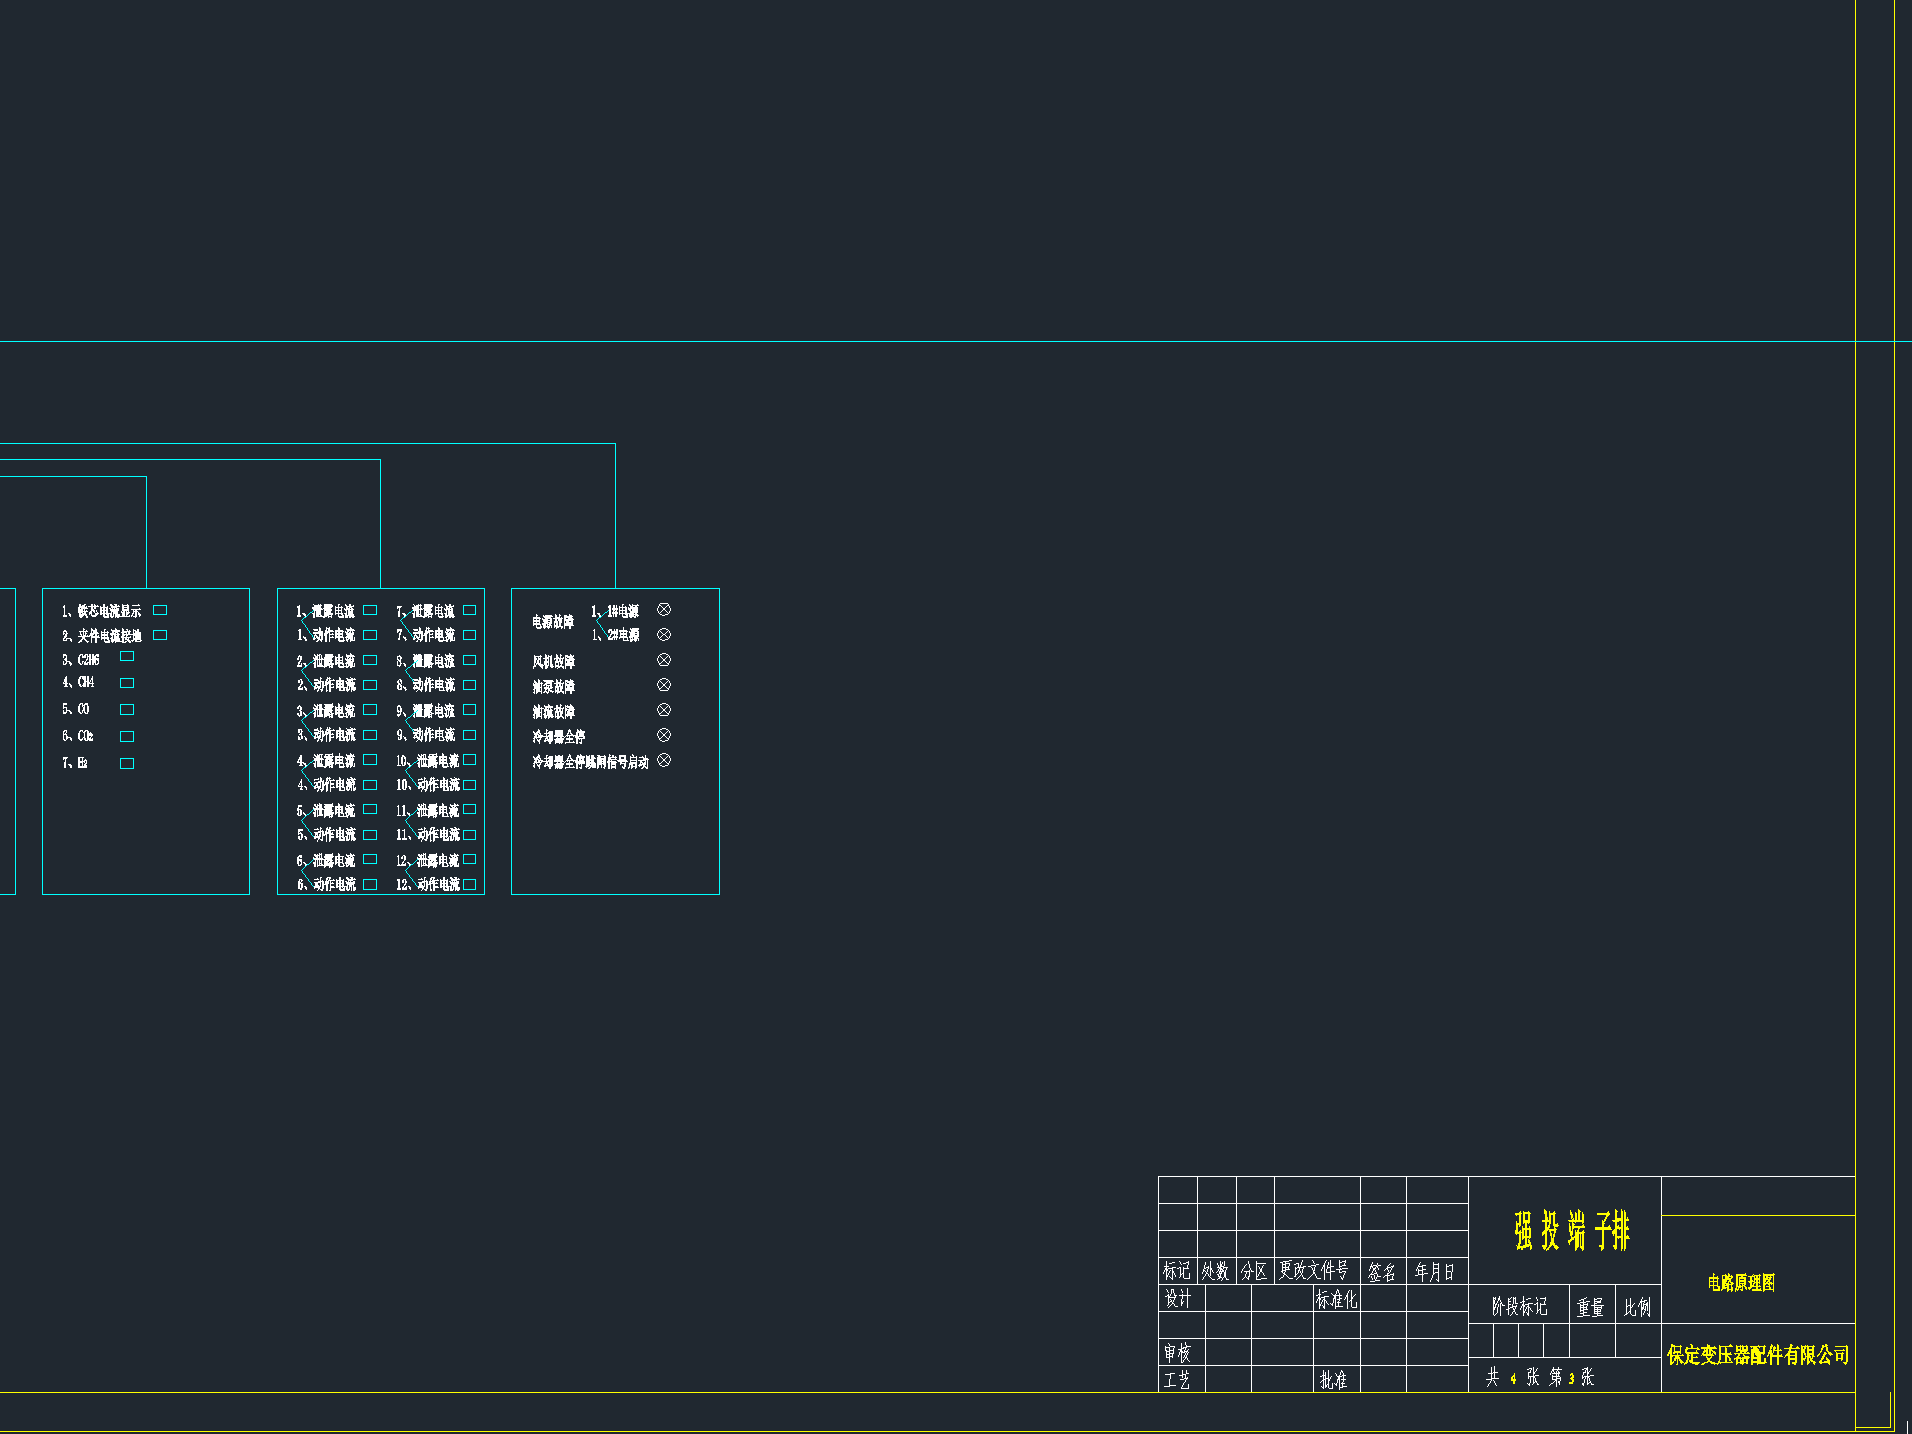 1、铁芯电流显示
2、夹件电流接地
3、C2H6
4、CH4
5、CO
6、CO₂
7、H₂
1、泄露电流
1、动作电流
2、泄露电流
2、动作电流
3、泄露电流
3、动作电流
4、泄露电流
4、动作电流
5、泄露电流
5、动作电流
6、泄露电流
6、动作电流
7、泄露电流
7、动作电流
8、泄露电流
8、动作电流
9、泄露电流
9、动作电流
10、泄露电流
10、动作电流
11、泄露电流
11、动作电流
12、泄露电流
12、动作电流
电源故障
1、1#电源
1、2#电源
风机故障
油泵故障
油流故障
冷却器全停
冷却器全停跳闸信号启动
标记 处数 分区 更改文件号 签名 年月日
设计 标准化
审核
工艺 批准
强投端子排
阶段标记 重量 比例
共 4 张 第 3 张
电路原理图
保定变压器配件有限公司